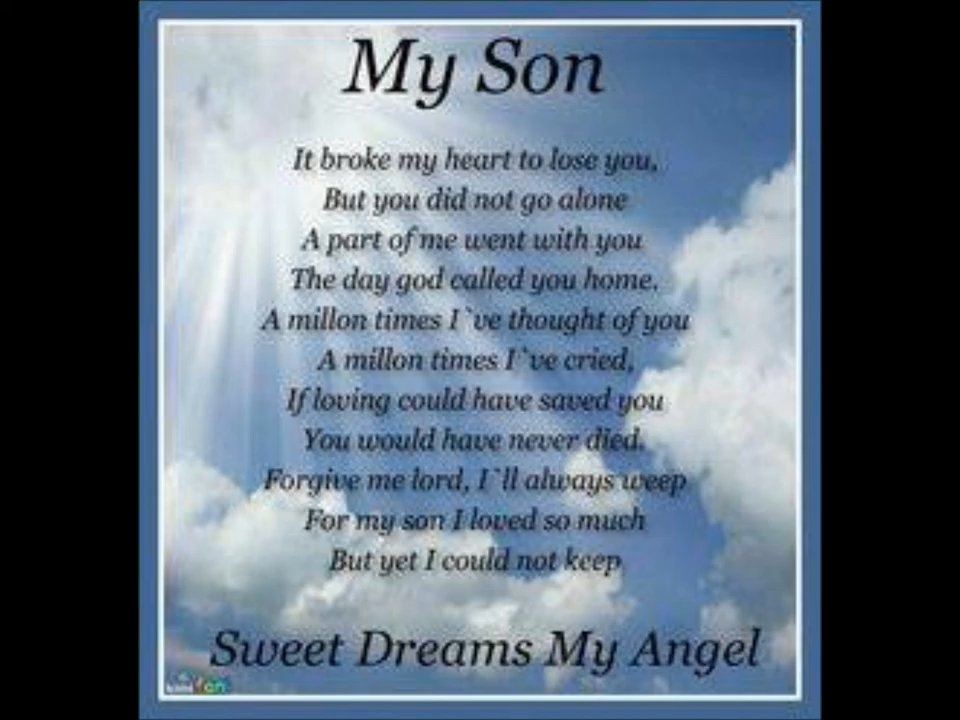 My Son
It broke my heart to lose you,
But you did not go alone
A part of me went with you
The day god called you home.
A millon times I`ve thought of you
A millon times I`ve cried,
If loving could have saved you
You would have never died.
Forgive me lord, I`ll always weep
For my son I loved so much
But yet I could not keep
Sweet Dreams My Angel